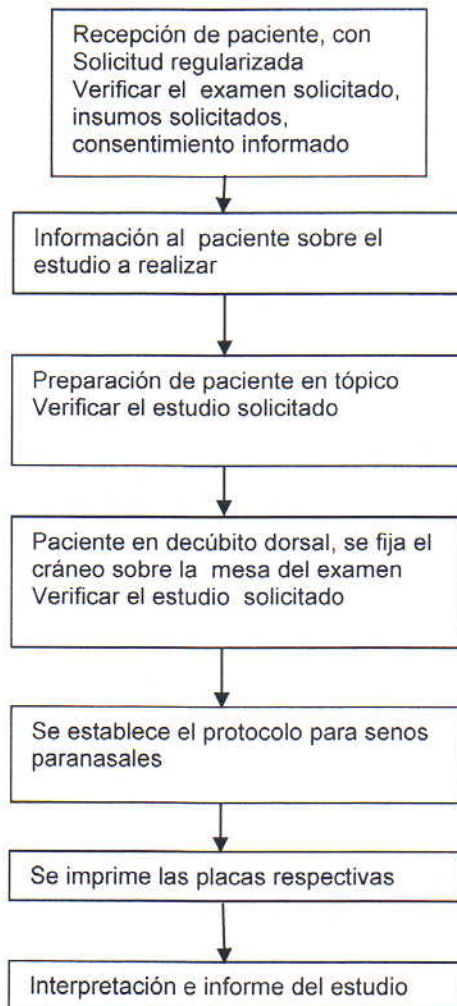 Recepción de paciente, con
Solicitud regularizada
Verificar el examen solicitado,
insumos solicitados,
consentimiento informado
Información al paciente sobre el
estudio a realizar
Preparación de paciente en tópico
Verificar el estudio solicitado
Paciente en decúbito dorsal, se fija el
cráneo sobre la mesa del examen
Verificar el estudio solicitado
Se establece el protocolo para senos
paranasales
Se imprime las placas respectivas
Interpretación e informe del estudio